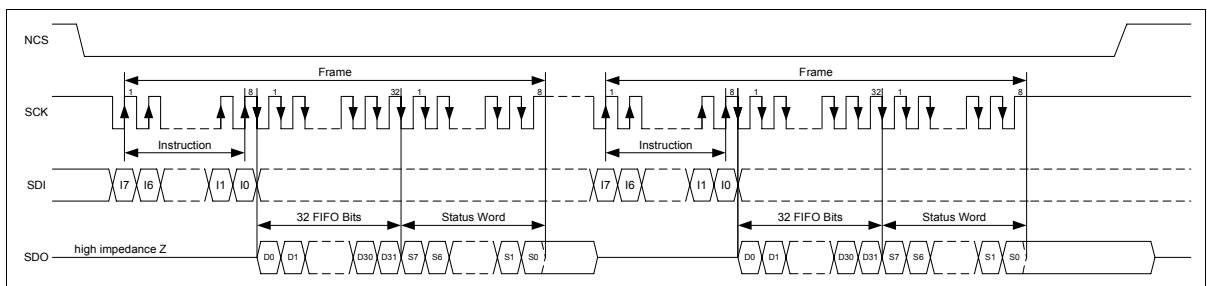 NCS
Frame Frame
SCK 1 8 1 32 1 8 1 8 1 32 1 8
Instruction Instruction
SDI I7 I6 I1 I0 I7 I6 I1 I0
32 FIFO Bits Status Word 32 FIFO Bits Status Word
SDO high impedance Z D0 D1 D30 D31 S7 S6 S1 S0 D0 D1 D30 D31 S7 S6 S1 S0